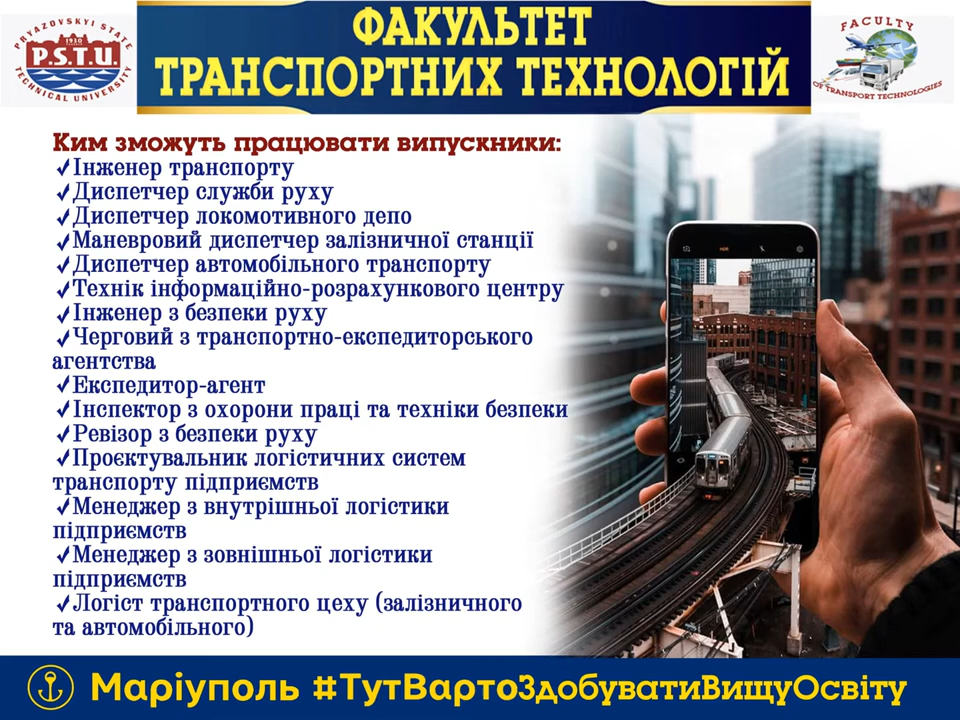 PRYAZOVSKYI STATE
1930
P.S.T.U.
TECHNICAL UNIVERSITY
ФАКУЛЬТЕТ
ТРАНСПОРТНИХ ТЕХНОЛОГІЙ
FACULTY
OF TRANSPORT TECHNOLOGIES
Ким зможуть працювати випускники:
✓Інженер транспорту
✓Диспетчер служби руху
✓Диспетчер локомотивного депо
✓Маневровий диспетчер залізничної станції
✓Диспетчер автомобільного транспорту
✓Технік інформаційно-розрахункового центру
✓Інженер з безпеки руху
✓Черговий з транспортно-експедиторського
агентства
✓Експедитор-агент
✓Інспектор з охорони праці та техніки безпеки
✓Ревізор з безпеки руху
✓Проєктувальник логістичних систем
транспорту підприємств
✓Менеджер з внутрішньої логістики
підприємств
✓Менеджер з зовнішньої логістики
підприємств
✓Логіст транспортного цеху (залізничного
та автомобільного)
HDR
Маріуполь #ТутВартоЗдобуватиВищуОсвіту